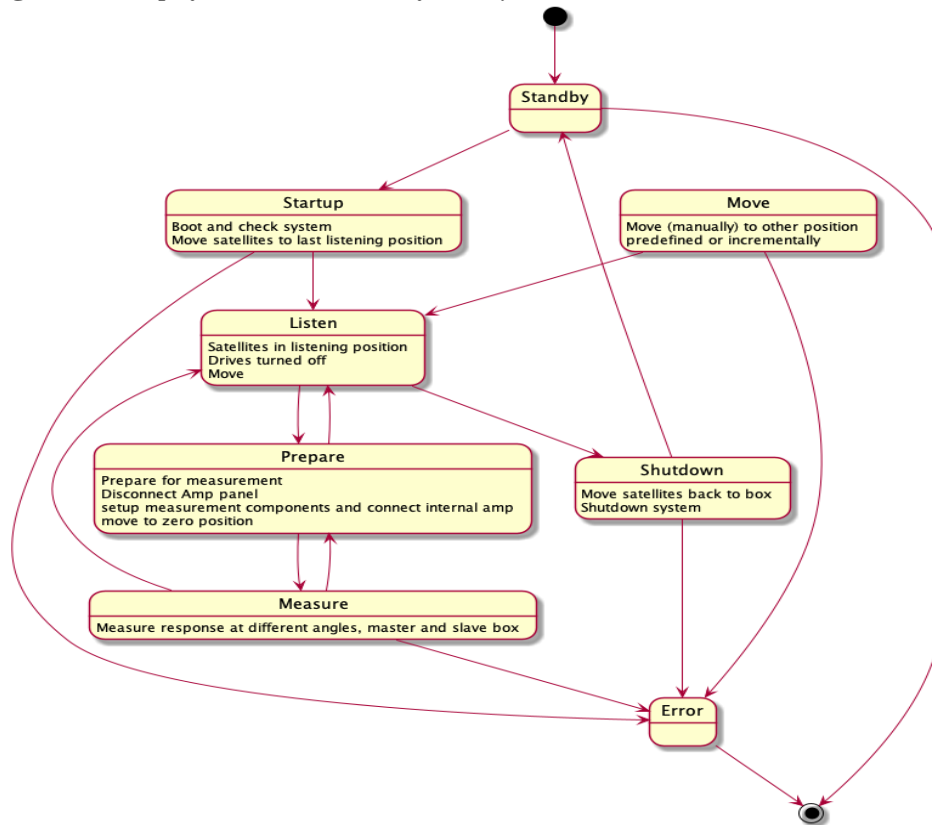 Standby
Startup
Boot and check system
Move satellites to last listening position
Move
Move (manually) to other position
predefined or incrementally
Listen
Satellites in listening position
Drives turned off
Move
Prepare
Prepare for measurement
Disconnect Amp panel
setup measurement components and connect internal amp
move to zero position
Shutdown
Move satellites back to box
Shutdown system
Measure
Measure response at different angles, master and slave box
Error